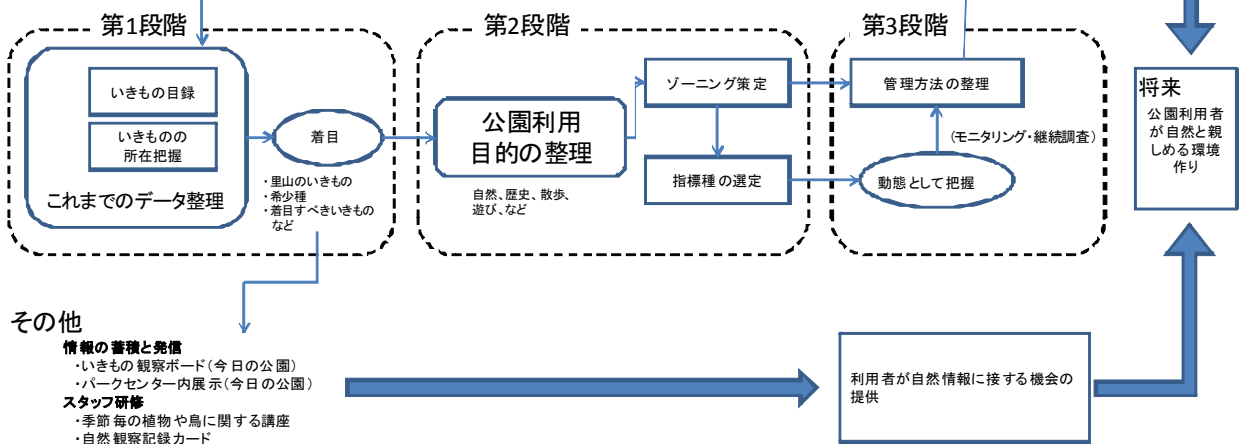 第1段階
いきもの目録
いきものの
所在把握
これまでのデータ整理
着目
・里山のいきもの
・希少種
・着目すべきいきもの
など
第2段階
公園利用
目的の整理
自然、歴史、散歩、
遊び、など
ゾーニング策定
指標種の選定
第3段階
管理方法の整理
(モニタリング・継続調査)
動態として把握
将来
公園利用者
が自然と親
しめる環境
作り
その他
情報の蓄積と発信
・いきもの観察ボード(今日の公園)
・パークセンター内展示(今日の公園)
スタッフ研修
・季節毎の植物や鳥に関する講座
・自然観察記録カード
利用者が自然情報に接する機会の
提供